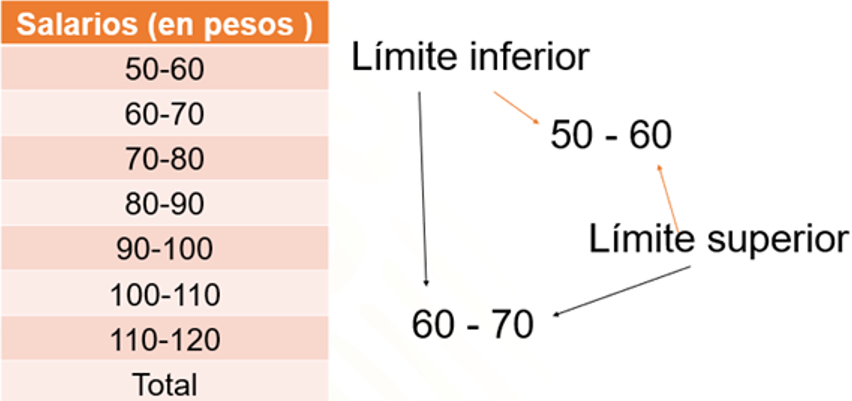 Salarios (en pesos )
50-60
60-70
70-80
80-90
90-100
100-110
110-120
Total
Límite inferior
50 - 60
Límite superior
60 - 70